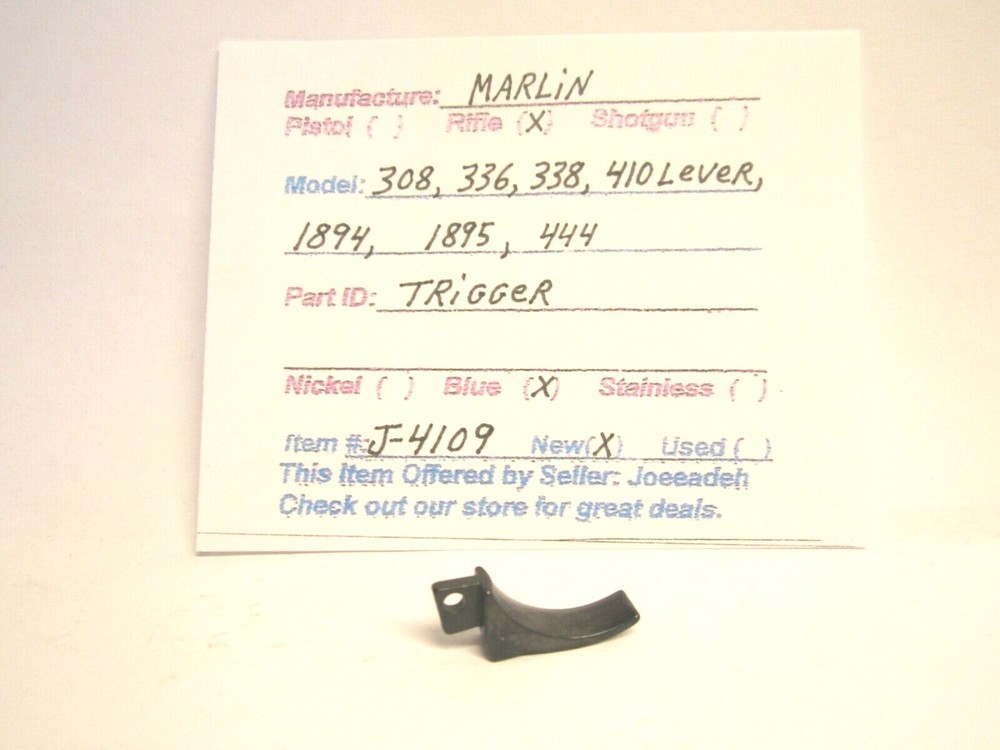 Manufacture: MARLiN
Pistol ( ) Rifle (X) Shotgun ( )
Model: 308, 336, 338, 410 LeveR,
1894, 1895, 444
Part ID: TRiGGeR
Nickel ( ) Blue (X) Stainless ( )
Item #: J-4109 New(X) Used ( )
This Item Offered by Seller: Joeeadeh
Check out our store for great deals.